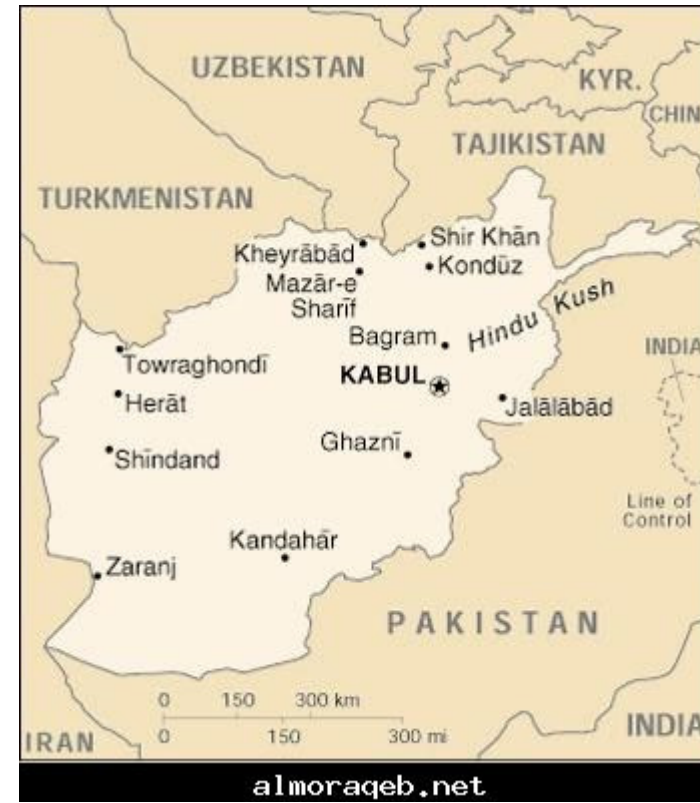 UZBEKISTAN
KYR.
CHIN
TAJIKISTAN
TURKMENISTAN
Kheyrābād
Shir Khān
Mazār-e
Sharīf
Kondūz
Bagram
Hindu Kush
Towraghondī
KABUL
INDIA
Herāt
Jalālābād
Shīndand
Ghaznī
Line of
Control
Kandahār
Zaranj
PAKISTAN
0 150 300 km
0 150 300 mi
IRAN
INDIA
almoraqeb.net